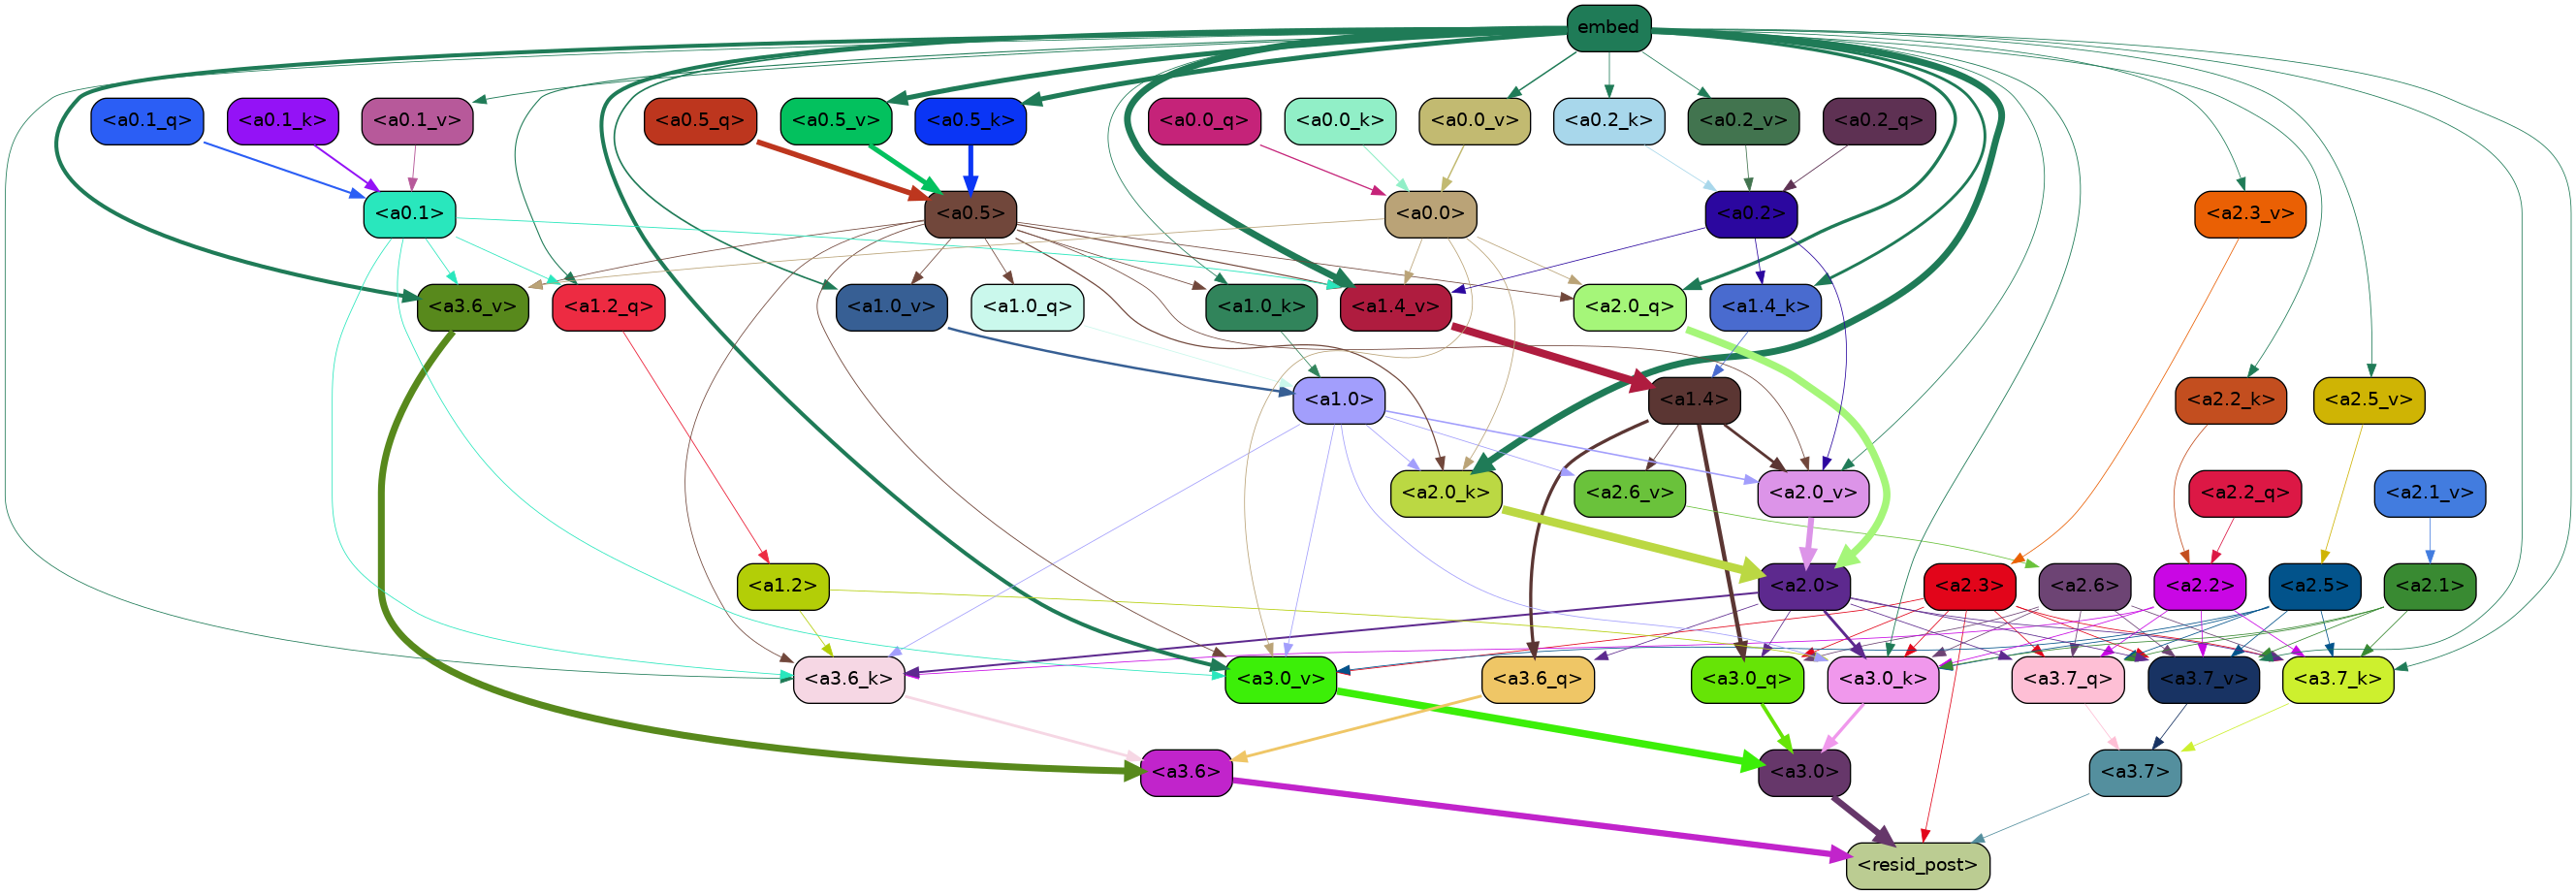 embed
<a0.1_q> <a0.1_k> <a0.1_v> <a0.5_q> <a0.5_v> <a0.5_k> <a0.0_q> <a0.0_k> <a0.0_v> <a0.2_k> <a0.2_v> <a0.2_q>
<a0.1> <a0.5> <a0.0> <a0.2> <a2.3_v>
<a3.6_v> <a1.2_q> <a1.0_v> <a1.0_q> <a1.0_k> <a1.4_v> <a2.0_q> <a1.4_k>
<a1.0> <a1.4> <a2.2_k> <a2.5_v>
<a2.0_k> <a2.6_v> <a2.0_v> <a2.2_q> <a2.1_v>
<a1.2> <a2.0> <a2.3> <a2.6> <a2.2> <a2.5> <a2.1>
<a3.6_k> <a3.0_v> <a3.6_q> <a3.0_q> <a3.0_k> <a3.7_q> <a3.7_v> <a3.7_k>
<a3.6> <a3.0> <a3.7>
<resid_post>